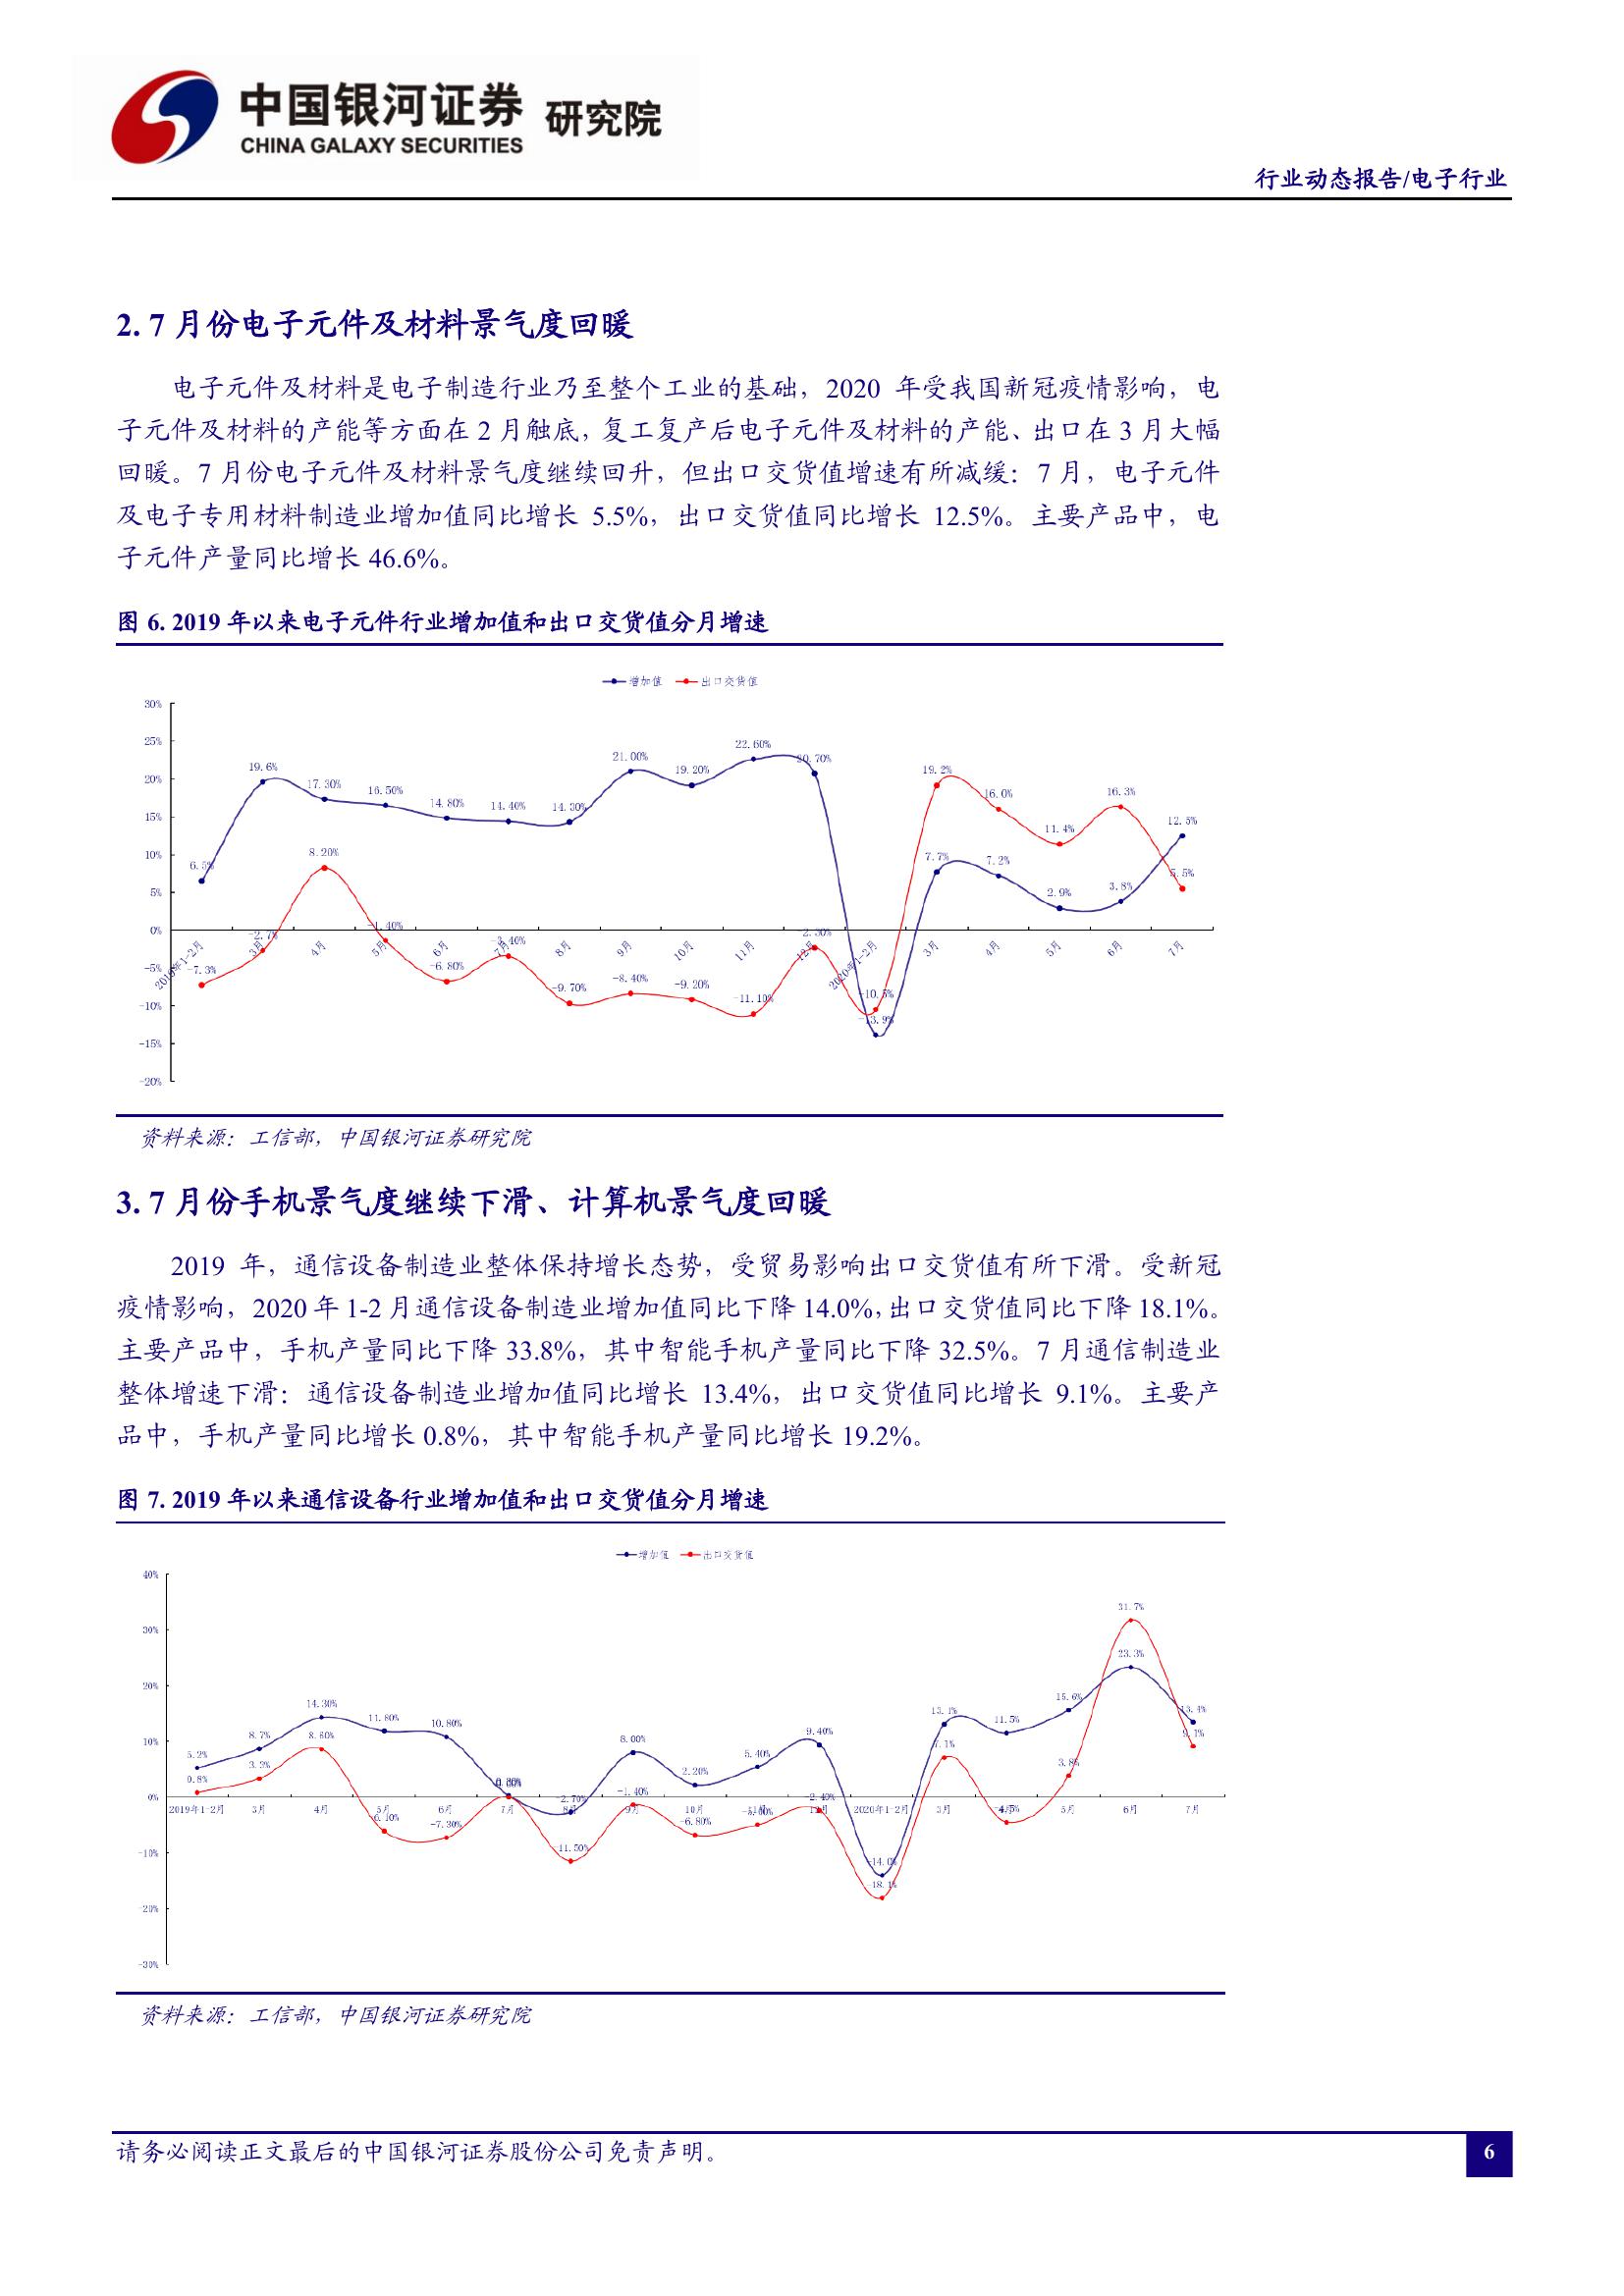 中国银河证券 研究院
CHINA GALAXY SECURITIES
行业动态报告/电子行业
2. 7 月份电子元件及材料景气度回暖
电子元件及材料是电子制造行业乃至整个工业的基础，2020 年受我国新冠疫情影响，电
子元件及材料的产能等方面在 2 月触底，复工复产后电子元件及材料的产能、出口在 3 月大幅
回暖。7 月份电子元件及材料景气度继续回升，但出口交货值增速有所减缓：7 月，电子元件
及电子专用材料制造业增加值同比增长 5.5%，出口交货值同比增长 12.5%。主要产品中，电
子元件产量同比增长 46.6%。
图 6. 2019 年以来电子元件行业增加值和出口交货值分月增速
增加值 出口交货值
30%
25%
20%
15%
10%
5%
0%
-5%
-10%
-15%
-20%
6.5% 19.6% 17.30% 16.50% 14.80% 14.40% 14.30% 21.00% 19.20% 22.60% 20.70% -13.9% 7.7% 7.2% 2.9% 3.8% 12.5%
-7.3% -2.7% 8.20% -1.40% -6.80% -3.40% -9.70% -8.40% -9.20% -11.10% -2.30% -10.5% 19.2% 16.0% 11.4% 16.3% 5.5%
2019年1-2月 3月 4月 5月 6月 7月 8月 9月 10月 11月 12月 2020年1-2月 3月 4月 5月 6月 7月
资料来源：工信部，中国银河证券研究院
3. 7 月份手机景气度继续下滑、计算机景气度回暖
2019 年，通信设备制造业整体保持增长态势，受贸易影响出口交货值有所下滑。受新冠
疫情影响，2020 年 1-2 月通信设备制造业增加值同比下降 14.0%，出口交货值同比下降 18.1%。
主要产品中，手机产量同比下降 33.8%，其中智能手机产量同比下降 32.5%。7 月通信制造业
整体增速下滑：通信设备制造业增加值同比增长 13.4%，出口交货值同比增长 9.1%。主要产
品中，手机产量同比增长 0.8%，其中智能手机产量同比增长 19.2%。
图 7. 2019 年以来通信设备行业增加值和出口交货值分月增速
增加值 出口交货值
40%
30%
20%
10%
0%
-10%
-20%
-30%
5.2% 8.7% 14.30% 11.80% 10.80% -2.70% 8.00% 2.20% 5.40% 9.40% -14.0% 13.1% 11.5% 15.6% 23.3% 13.4%
0.8% 3.3% 8.60% -6.10% -7.30% -11.50% -1.40% -6.80% -2.40% -18.1% 7.1% -4.5% 3.8% 31.7% 9.1%
2019年1-2月 3月 4月 5月 6月 7月 8月 9月 10月 11月 12月 2020年1-2月 3月 4月 5月 6月 7月
资料来源：工信部，中国银河证券研究院
请务必阅读正文最后的中国银河证券股份公司免责声明。
6